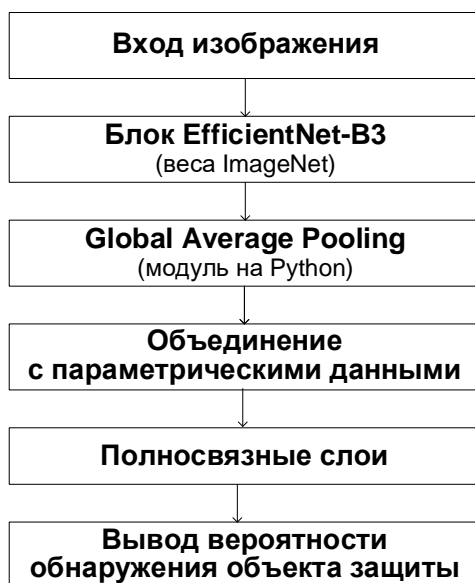 Вход изображения
Блок EfficientNet-B3
(веса ImageNet)
Global Average Pooling
(модуль на Python)
Объединение
с параметрическими данными
Полносвязные слои
Вывод вероятности
обнаружения объекта защиты